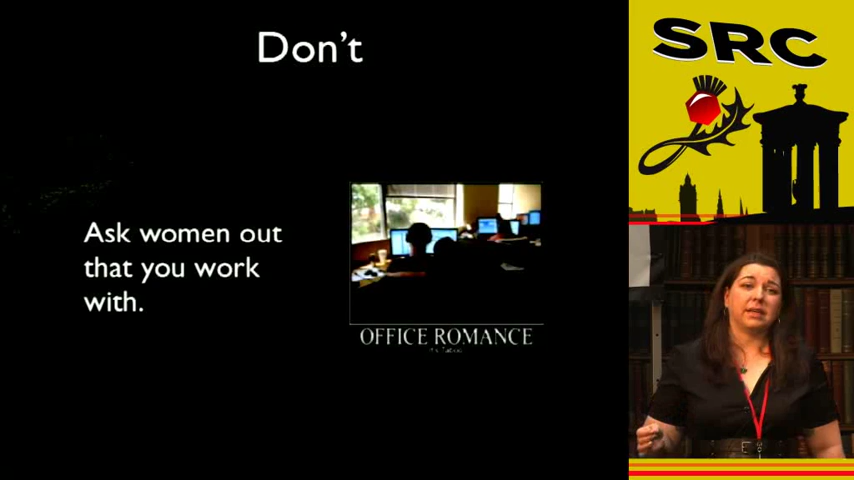 Don't
SRC
Ask women out
that you work
with.
OFFICE ROMANCE